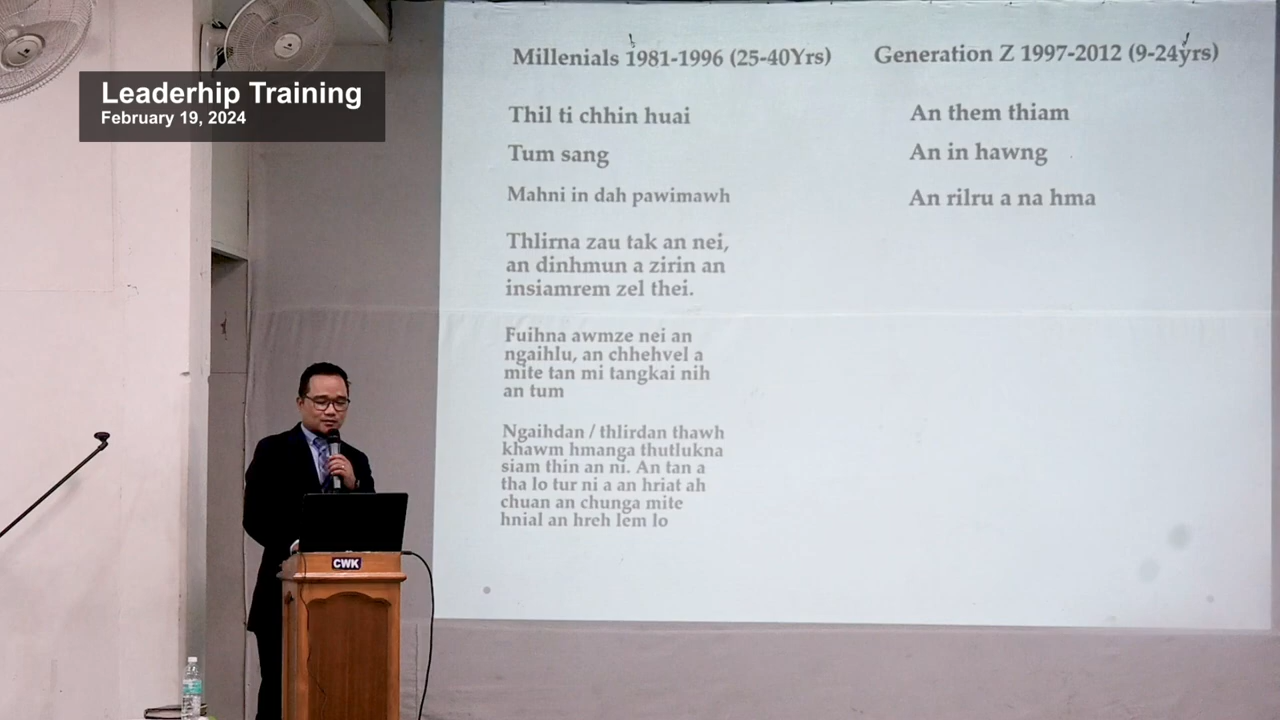 Leaderhip Training
February 19, 2024
Millenials 1981-1996 (25-40Yrs)
Thil ti chhin huai
Tum sang
Mahni in dah pawimawh
Thlirna zau tak an nei,
an dinhmun a zirin an
insiamrem zel thei.
Fuihna awmze nei an
ngaihlu, an chhehvel a
mite tan mi tangkai nih
an tum
Ngaihdan / thlirdan thawh
khawm hmanga thutlukna
siam thin an ni. An tan a
tha lo tur ni a an hriat ah
chuan an chunga mite
hnial an hreh lem lo
Generation Z 1997-2012 (9-24yrs)
An them thiam
An in hawng
An rilru a na hma
CWK